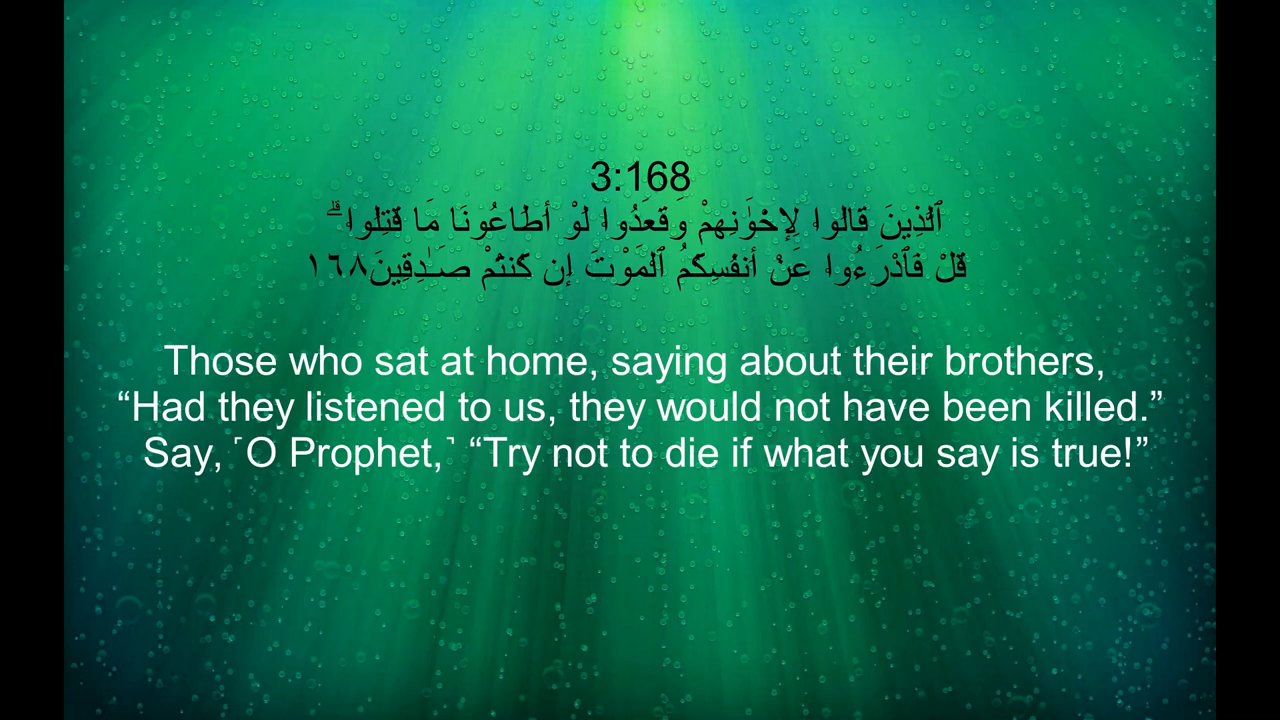 3:168
ٱلَّذِينَ قَالُوا۟ لِإِخْوَٰنِهِمْ وَقَعَدُوا۟ لَوْ أَطَاعُونَا مَا قُتِلُوا۟ ۗ
قُلْ فَٱدْرَءُوا۟ عَنْ أَنفُسِكُمُ ٱلْمَوْتَ إِن كُنتُمْ صَـٰدِقِينَ ١٦٨
Those who sat at home, saying about their brothers,
“Had they listened to us, they would not have been killed.”
Say, ˹O Prophet,˺ “Try not to die if what you say is true!”